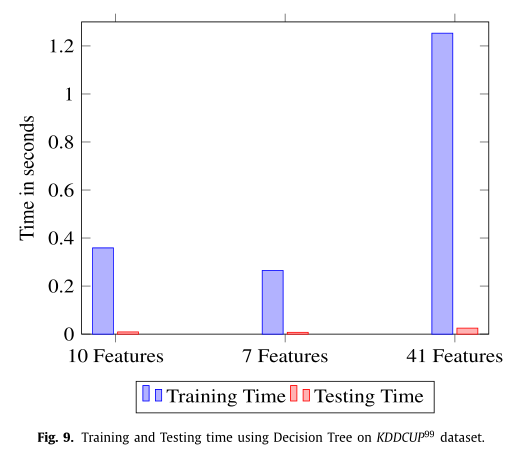 1.2
1
0.8
0.6
0.4
0.2
0
Time in seconds
10 Features 7 Features 41 Features
Training Time Testing Time
Fig. 9. Training and Testing time using Decision Tree on KDDCUP⁹⁹ dataset.